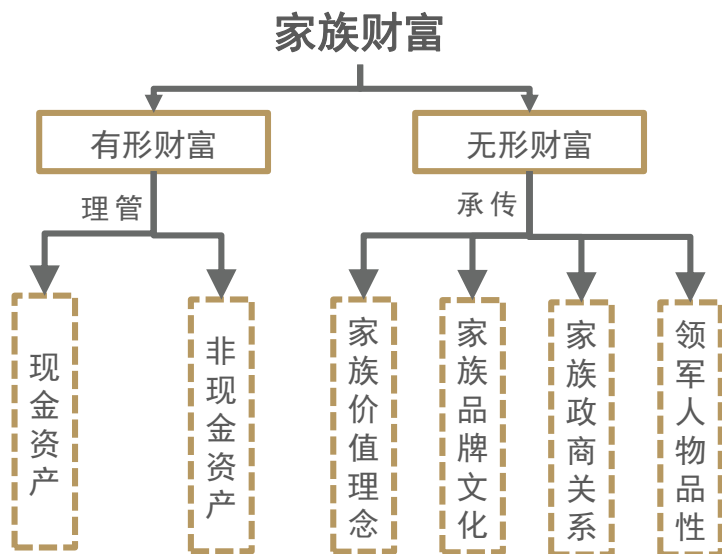 家族财富
有形财富
无形财富
理管
承传
现金资产
非现金资产
家族价值理念
家族品牌文化
家族政商关系
领军人物品性